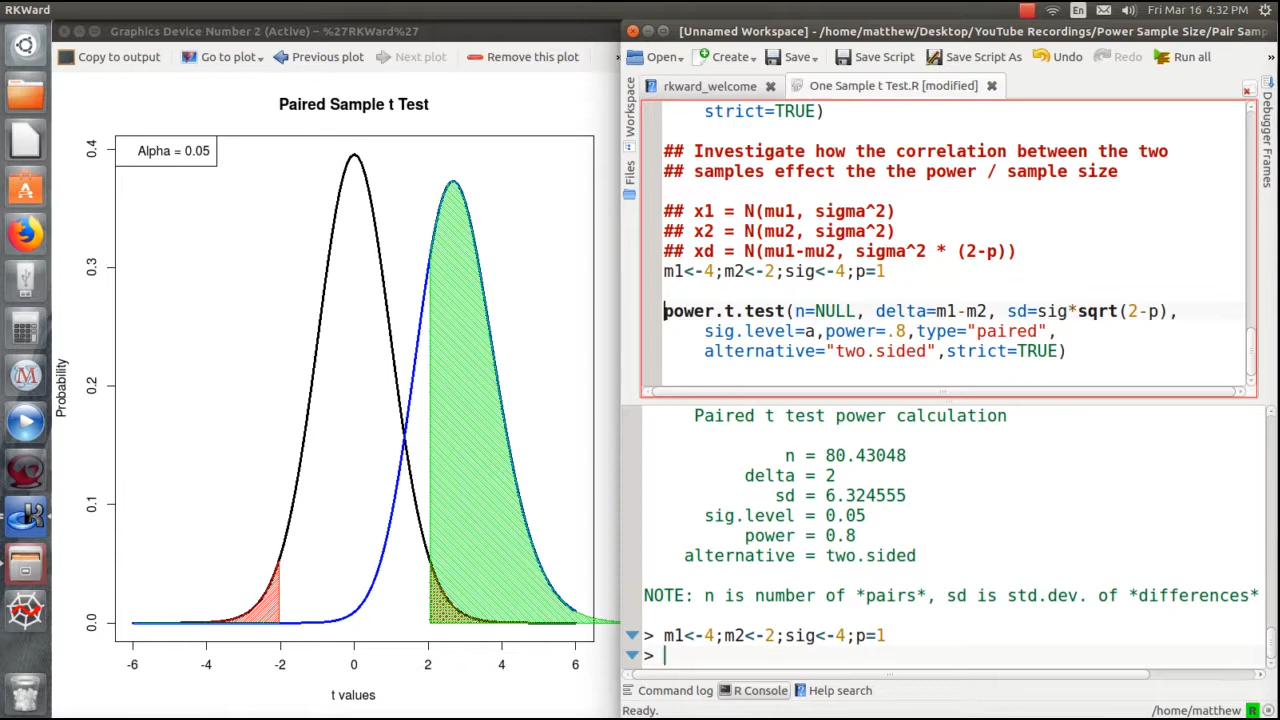 RKWard
En
Fri Mar 16 4:32 PM
Graphics Device Number 2 (Active) – %27RKWard%27
[Unnamed Workspace] - /home/matthew/Desktop/YouTube Recordings/Power Sample Size/Pair Samp
Copy to output
Go to plot
Previous plot
Next plot
Remove this plot
»
Open
Create
Save
Save Script
Save Script As
Undo
Redo
Run all
»
rkward_welcome
One Sample t Test.R [modified]
Workspace
Files
Debugger Frames
Paired Sample t Test
Alpha = 0.05
Probability
0.4
0.3
0.2
0.1
0.0
-6 -4 -2 0 2 4 6
t values
strict=TRUE)
## Investigate how the correlation between the two
## samples effect the the power / sample size
## x1 = N(mu1, sigma^2)
## x2 = N(mu2, sigma^2)
## xd = N(mu1-mu2, sigma^2 * (2-p))
m1<-4;m2<-2;sig<-4;p=1
power.t.test(n=NULL, delta=m1-m2, sd=sig*sqrt(2-p),
sig.level=a,power=.8,type="paired",
alternative="two.sided",strict=TRUE)
Paired t test power calculation
n = 80.43048
delta = 2
sd = 6.324555
sig.level = 0.05
power = 0.8
alternative = two.sided
NOTE: n is number of *pairs*, sd is std.dev. of *differences*
> m1<-4;m2<-2;sig<-4;p=1
>
Command log
R Console
Help search
Ready.
/home/matthew
R